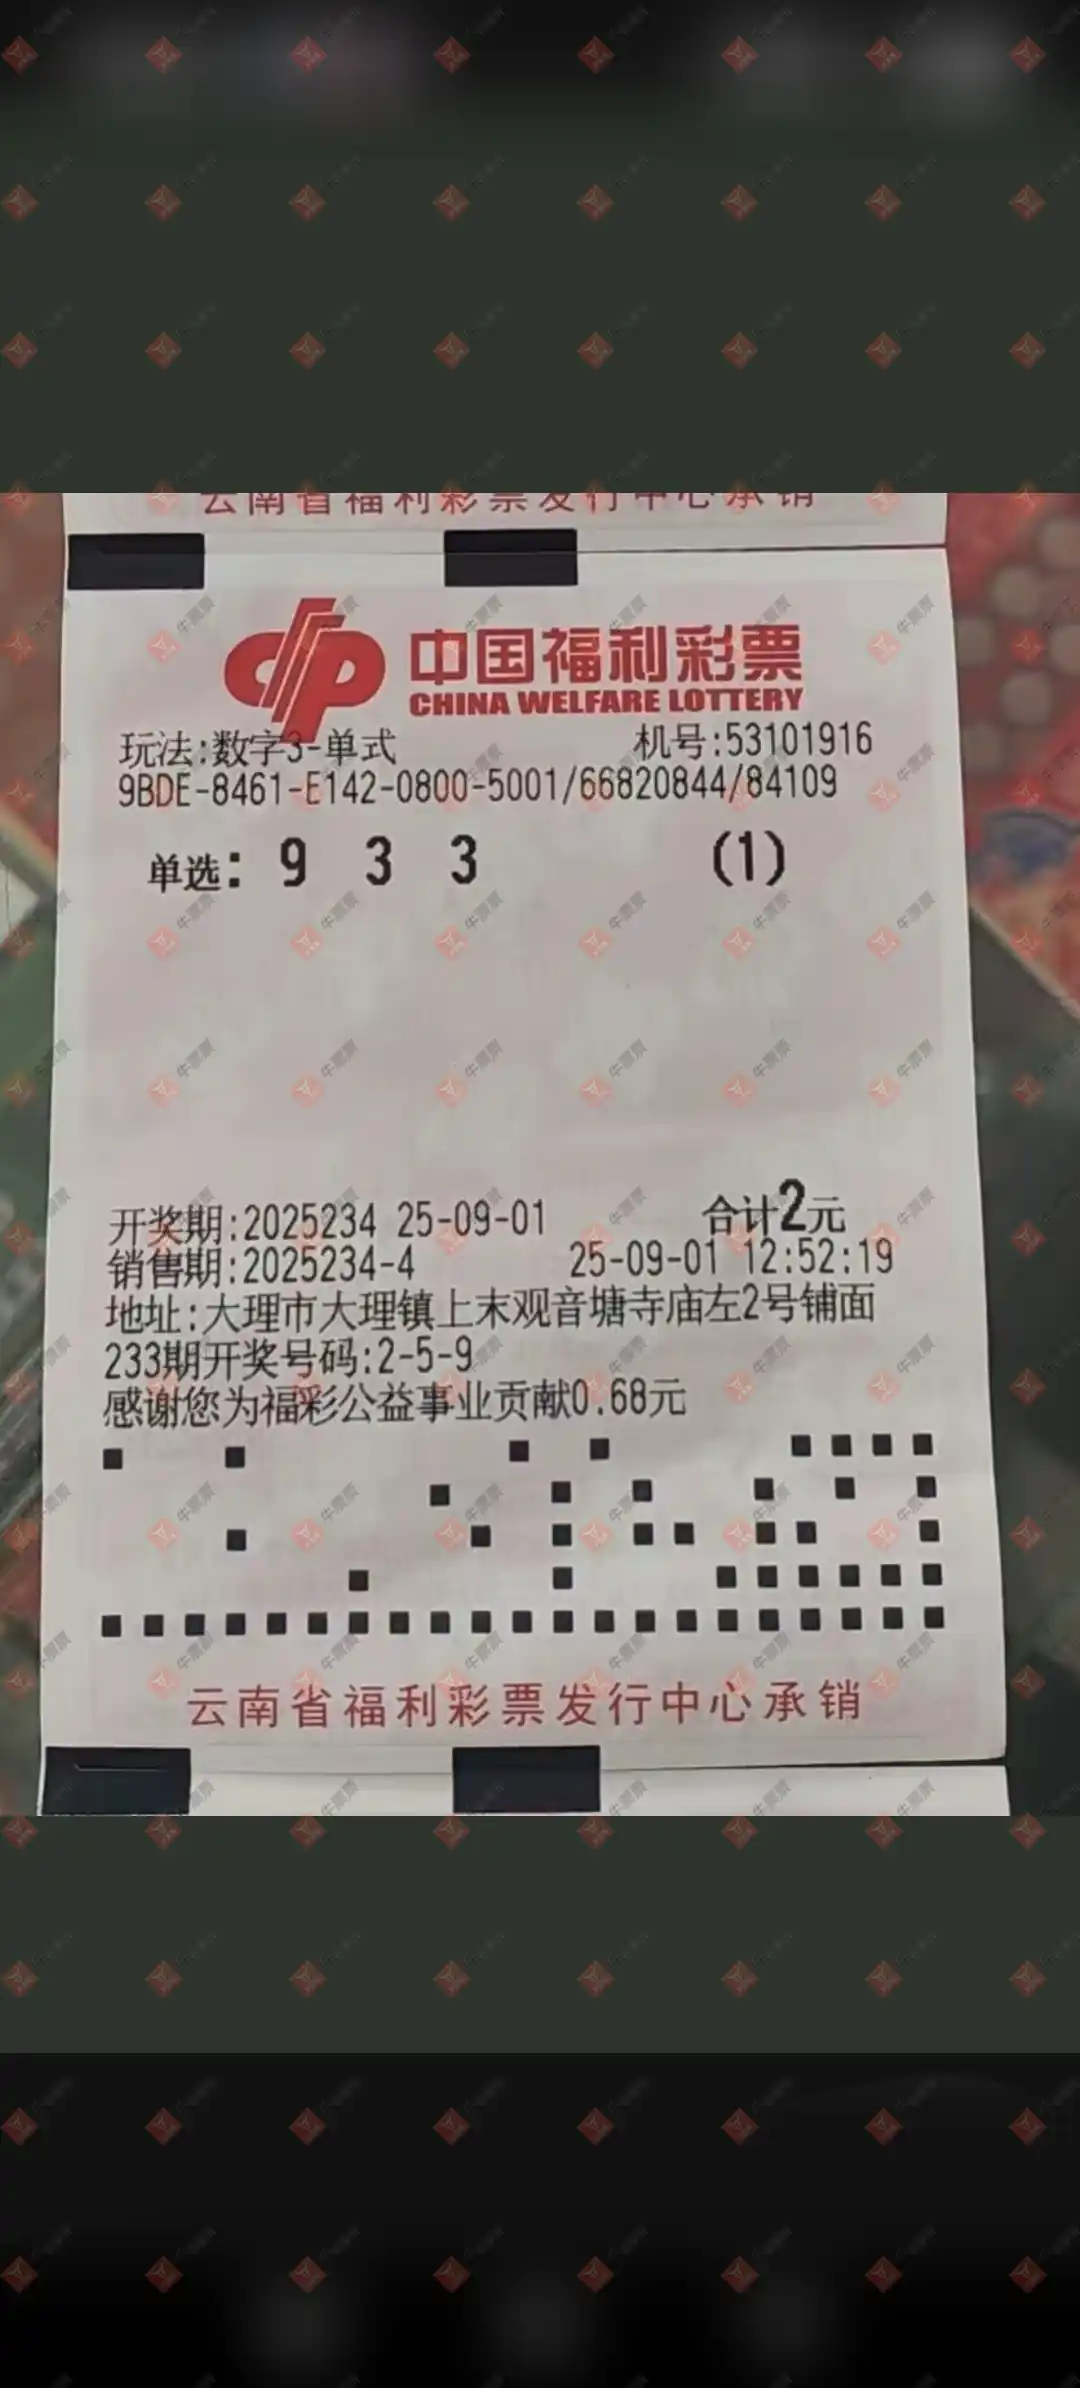 云南省福利彩票发行中心承销
中国福利彩票
CHINA WELFARE LOTTERY
玩法:数字3-单式 机号:53101916
9BDE-8461-E142-0800-5001/66820844/84109
单选: 9 3 3 (1)
开奖期:2025234 25-09-01 合计2元
销售期:2025234-4 25-09-01 12:52:19
地址:大理市大理镇上末观音塘寺庙左2号铺面
233期开奖号码:2-5-9
感谢您为福彩公益事业贡献0.68元
云南省福利彩票发行中心承销
牛票票